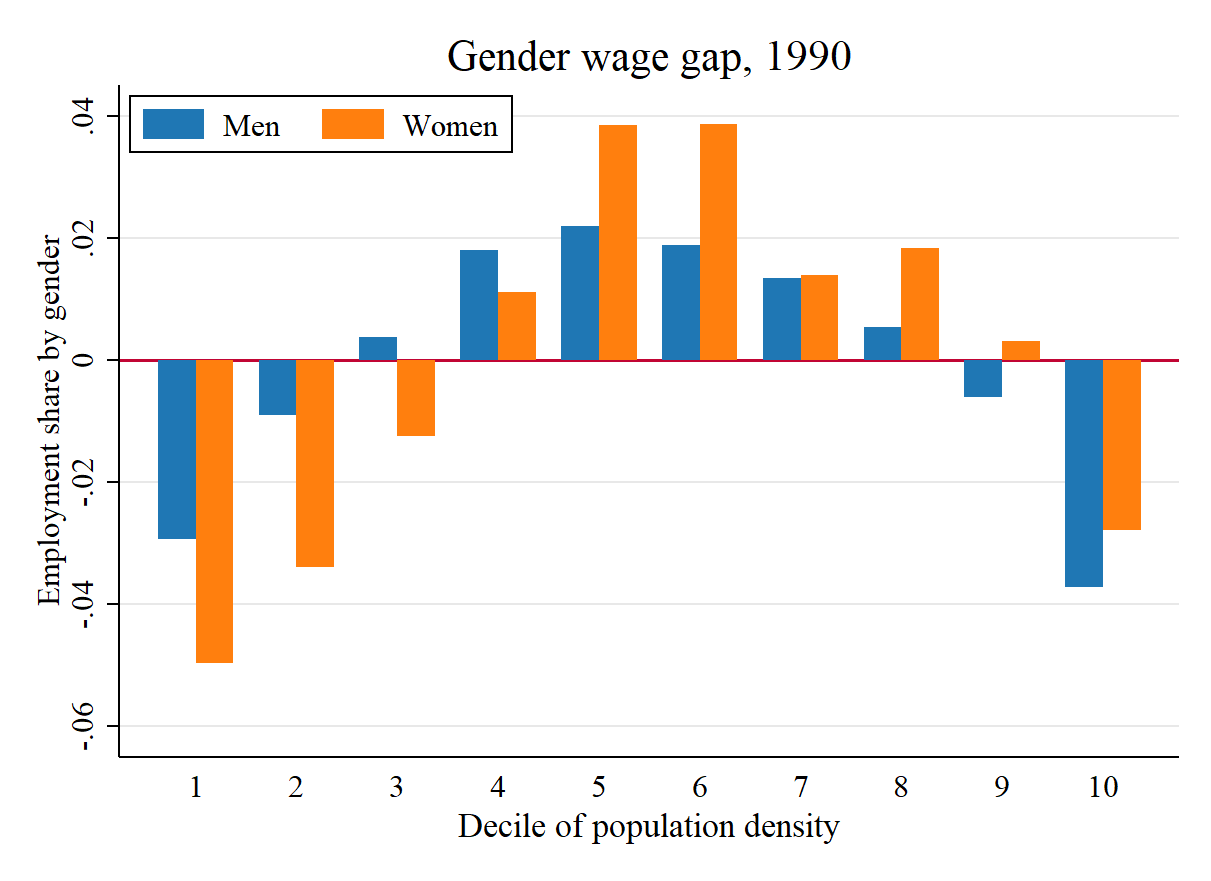 Gender wage gap, 1990
Men
Women
Employment share by gender
.04
.02
0
-.02
-.04
-.06
1 2 3 4 5 6 7 8 9 10
Decile of population density